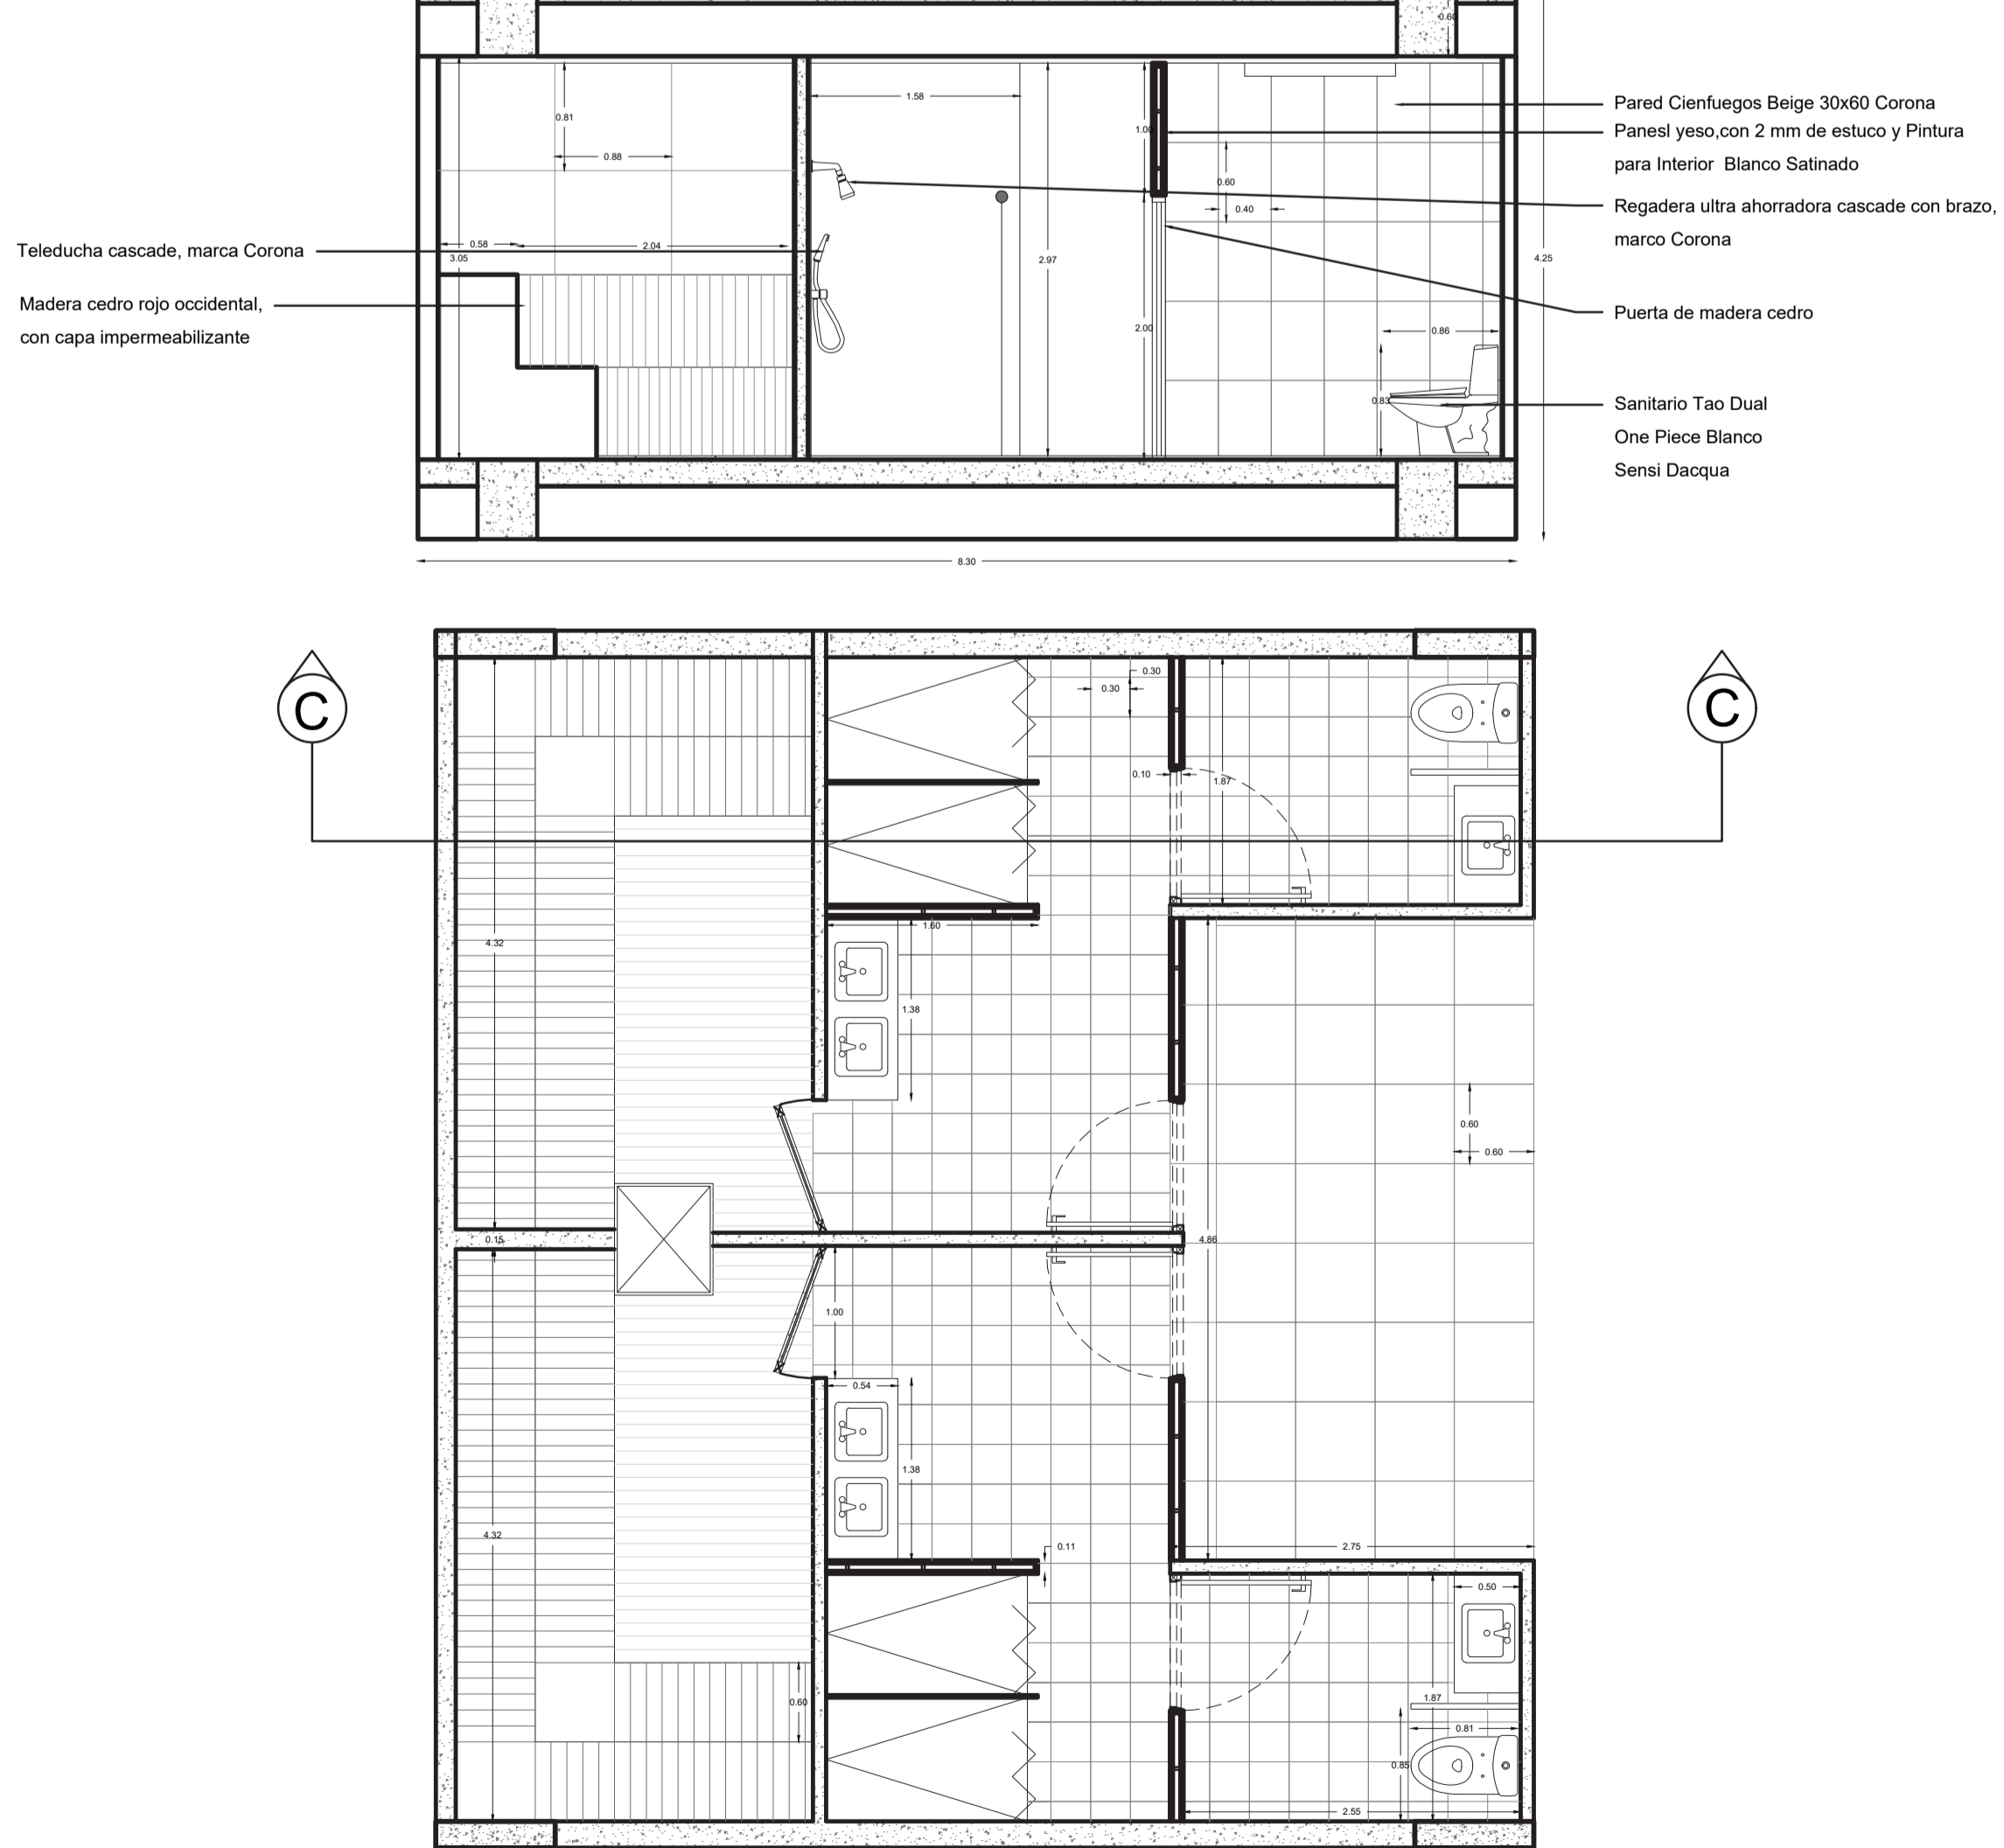 0.60
0.81
0.88
1.58
1.00
0.60
0.40
0.58
2.04
3.05
2.97
2.00
0.86
0.83
4.25
8.30
Teleducha cascade, marca Corona
Madera cedro rojo occidental,
con capa impermeabilizante
Pared Cienfuegos Beige 30x60 Corona
Panesl yeso,con 2 mm de estuco y Pintura
para Interior Blanco Satinado
Regadera ultra ahorradora cascade con brazo,
marco Corona
Puerta de madera cedro
Sanitario Tao Dual
One Piece Blanco
Sensi Dacqua
C
C
0.30
0.30
0.10
1.87
1.60
4.32
1.38
0.60
0.60
0.15
4.86
1.00
0.54
1.38
4.32
0.11
2.75
0.50
0.60
1.87
0.81
0.85
2.55